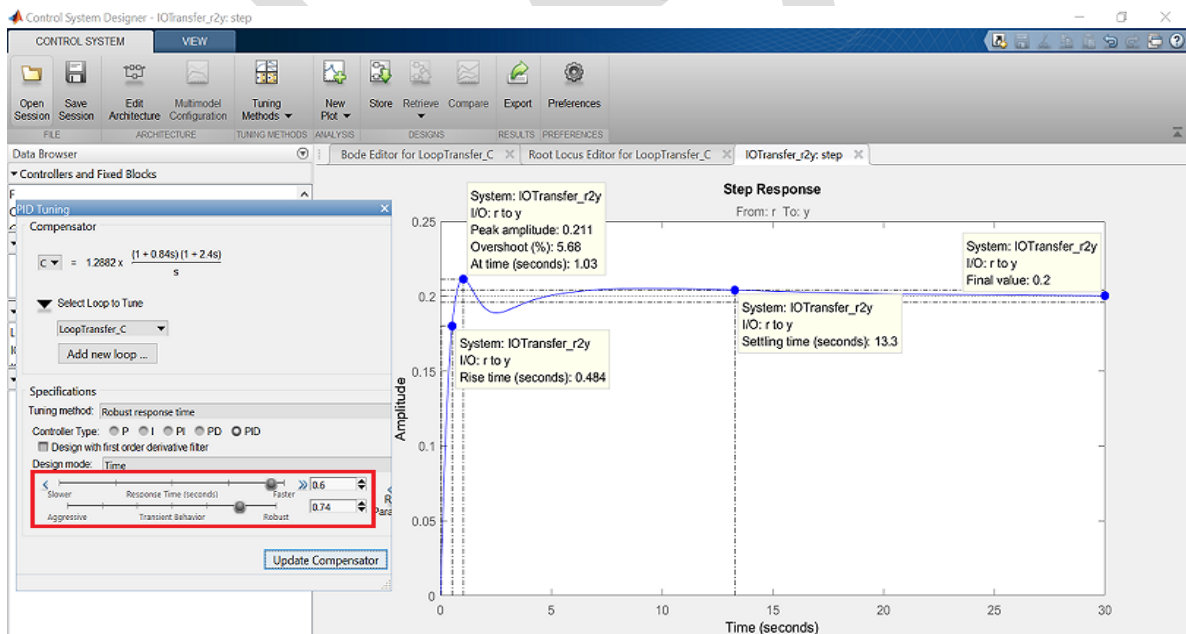 Control System Designer - IOTransfer_r2y: step
CONTROL SYSTEM
VIEW
Open Session
Save Session
Edit Architecture
Multimodel Configuration
Tuning Methods
New Plot
Store
Retrieve
Compare
Export
Preferences
FILE
ARCHITECTURE
TUNING METHODS
ANALYSIS
DESIGNS
RESULTS
PREFERENCES
Data Browser
Controllers and Fixed Blocks
F
PID Tuning
Compensator
C = 1.2882 x (1 + 0.84s) (1 + 2.4s)
s
Select Loop to Tune
LoopTransfer_C
Add new loop ...
Specifications
Tuning method: Robust response time
Controller Type: P I PI PD PID
Design with first order derivative filter
Design mode: Time
0.6
Slower Response Time (seconds) Faster
0.74
Aggressive Transient Behavior Robust
Update Compensator
Bode Editor for LoopTransfer_C
Root Locus Editor for LoopTransfer_C
IOTransfer_r2y: step
Step Response
From: r To: y
System: IOTransfer_r2y
I/O: r to y
Peak amplitude: 0.211
Overshoot (%): 5.68
At time (seconds): 1.03
System: IOTransfer_r2y
I/O: r to y
Final value: 0.2
System: IOTransfer_r2y
I/O: r to y
Settling time (seconds): 13.3
System: IOTransfer_r2y
I/O: r to y
Rise time (seconds): 0.484
0.25
0.2
0.15
0.1
0.05
0
Amplitude
0 5 10 15 20 25 30
Time (seconds)